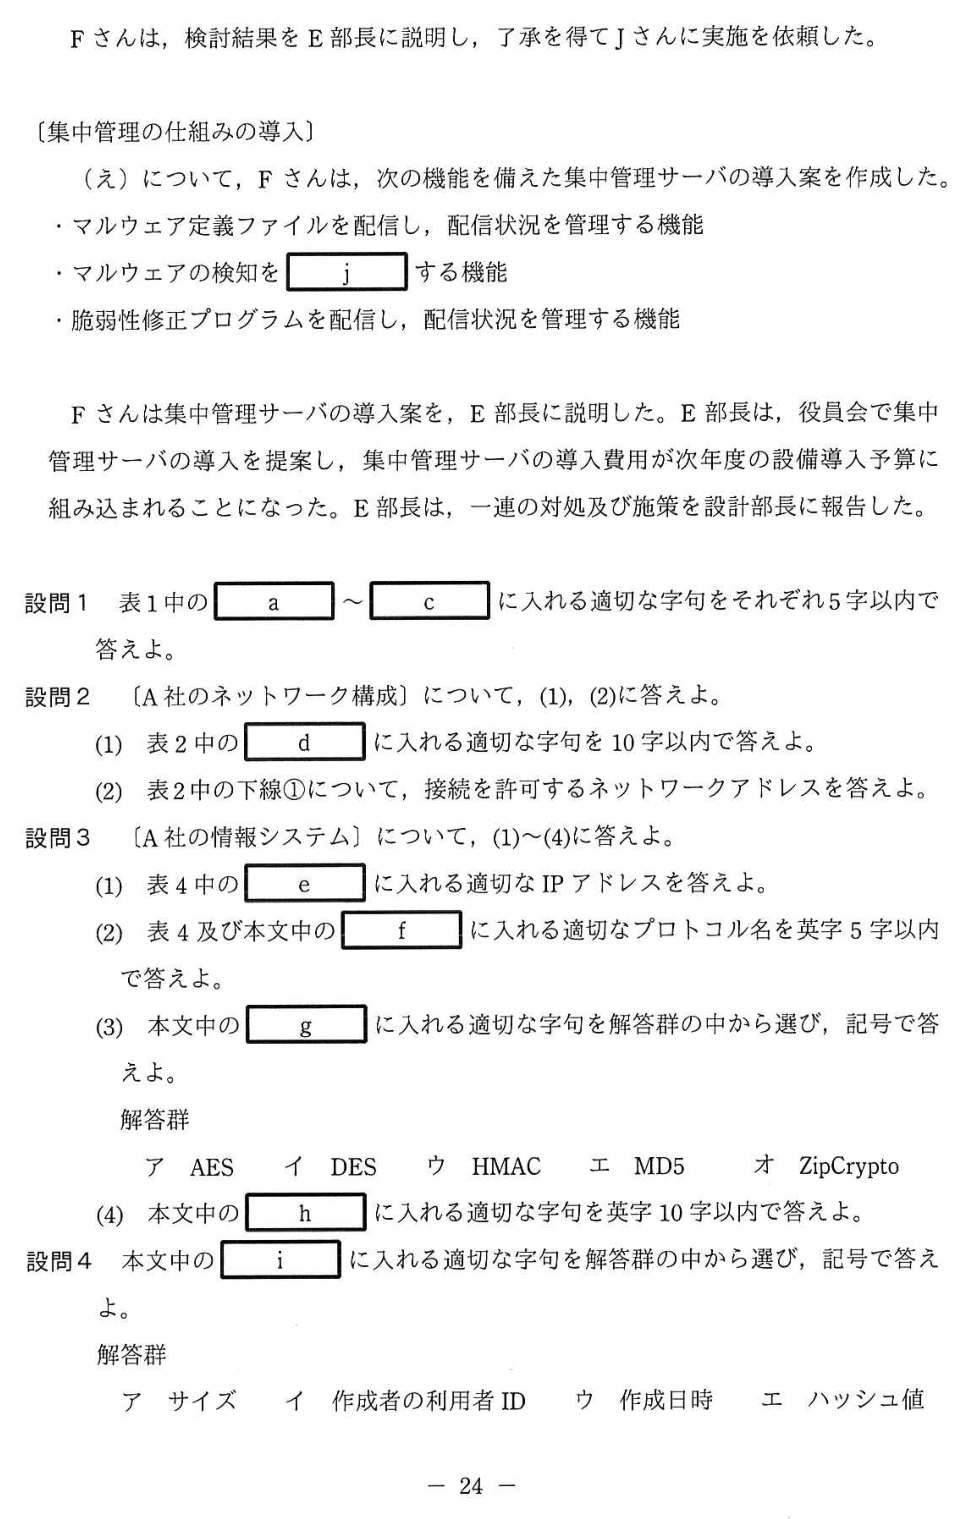 Fさんは，検討結果をE部長に説明し，了承を得てJさんに実施を依頼した。
〔集中管理の仕組みの導入〕
（え）について，Fさんは，次の機能を備えた集中管理サーバの導入案を作成した。
・マルウェア定義ファイルを配信し，配信状況を管理する機能
・マルウェアの検知を j する機能
・脆弱性修正プログラムを配信し，配信状況を管理する機能
Fさんは集中管理サーバの導入案を，E部長に説明した。E部長は，役員会で集中
管理サーバの導入を提案し，集中管理サーバの導入費用が次年度の設備導入予算に
組み込まれることになった。E部長は，一連の対処及び施策を設計部長に報告した。
設問1 表1中の a ～ c に入れる適切な字句をそれぞれ5字以内で
答えよ。
設問2 〔A社のネットワーク構成〕について，(1)，(2)に答えよ。
(1) 表2中の d に入れる適切な字句を10字以内で答えよ。
(2) 表2中の下線①について，接続を許可するネットワークアドレスを答えよ。
設問3 〔A社の情報システム〕について，(1)～(4)に答えよ。
(1) 表4中の e に入れる適切なIPアドレスを答えよ。
(2) 表4及び本文中の f に入れる適切なプロトコル名を英字5字以内
で答えよ。
(3) 本文中の g に入れる適切な字句を解答群の中から選び，記号で答
えよ。
解答群
ア AES イ DES ウ HMAC エ MD5 オ ZipCrypto
(4) 本文中の h に入れる適切な字句を英字10字以内で答えよ。
設問4 本文中の i に入れる適切な字句を解答群の中から選び，記号で答え
よ。
解答群
ア サイズ イ 作成者の利用者ID ウ 作成日時 エ ハッシュ値
－ 24 －